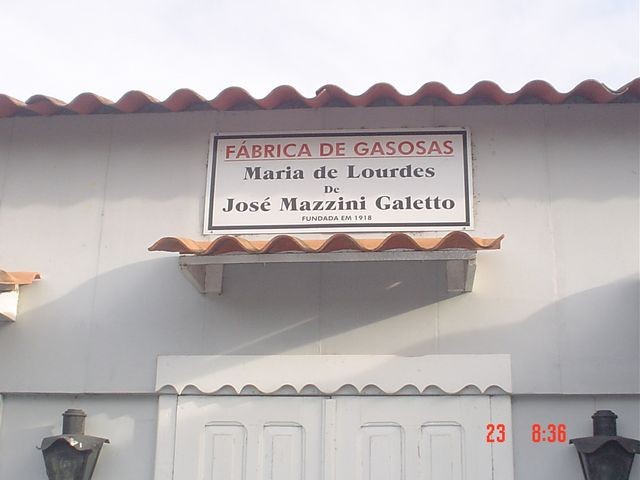 FÁBRICA DE GASOSAS
Maria de Lourdes
De
José Mazzini Galetto
FUNDADA EM 1918
23 8:36